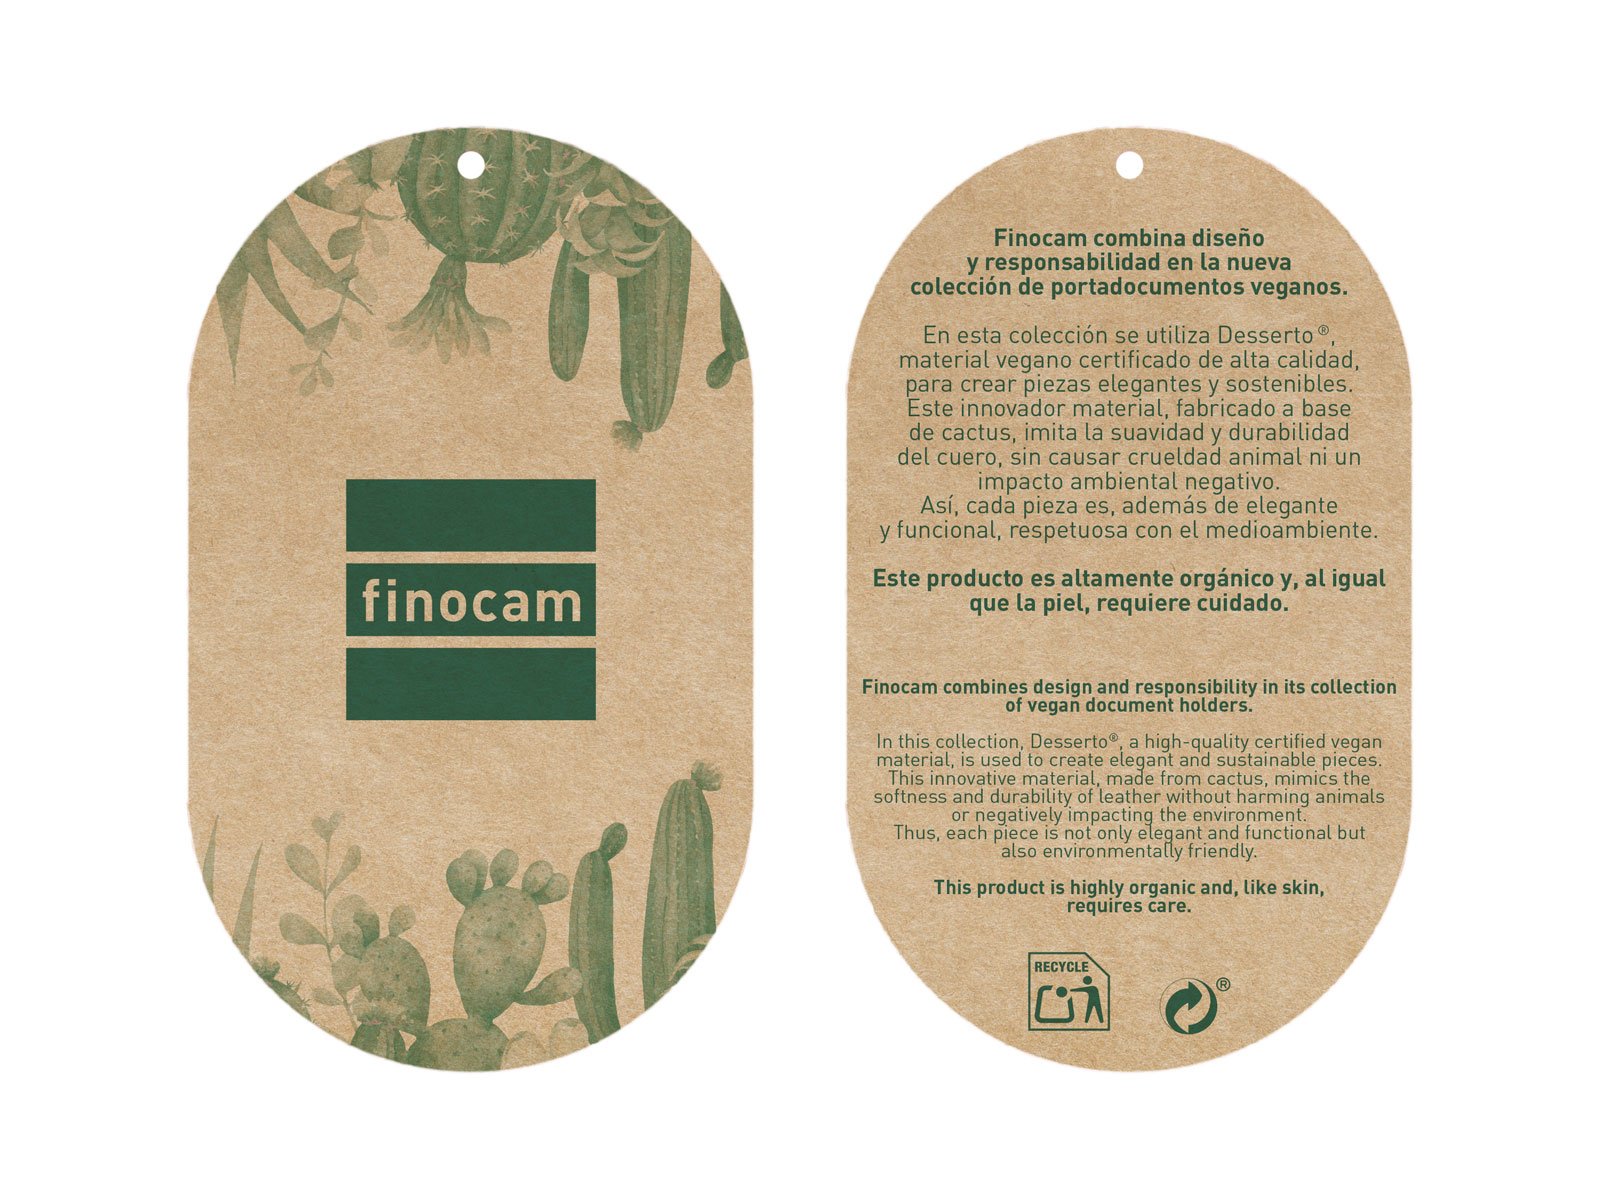 finocam
Finocam combina diseño
y responsabilidad en la nueva
colección de portadocumentos veganos.
En esta colección se utiliza Desserto®,
material vegano certificado de alta calidad,
para crear piezas elegantes y sostenibles.
Este innovador material, fabricado a base
de cactus, imita la suavidad y durabilidad
del cuero, sin causar crueldad animal ni un
impacto ambiental negativo.
Así, cada pieza es, además de elegante
y funcional, respetuosa con el medioambiente.
Este producto es altamente orgánico y, al igual
que la piel, requiere cuidado.
Finocam combines design and responsibility in its collection
of vegan document holders.
In this collection, Desserto®, a high-quality certified vegan
material, is used to create elegant and sustainable pieces.
This innovative material, made from cactus, mimics the
softness and durability of leather without harming animals
or negatively impacting the environment.
Thus, each piece is not only elegant and functional but
also environmentally friendly.
This product is highly organic and, like skin,
requires care.
RECYCLE
®